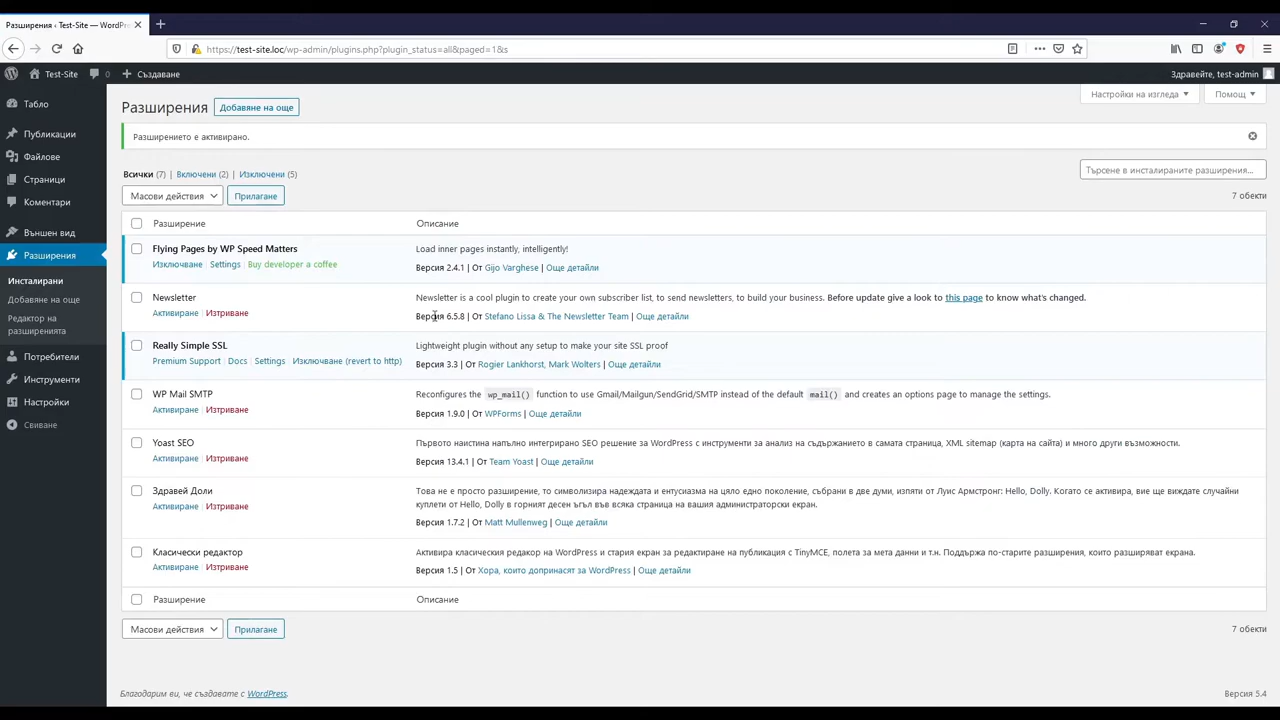 Разширения ‹ Test-Site — WordPre
https://test-site.loc/wp-admin/plugins.php?plugin_status=all&paged=1&s
Test-Site 0 Създаване Здравейте, test-admin
Настройки на изгледа Помощ
Табло
Публикации
Файлове
Страници
Коментари
Външен вид
Разширения
Инсталирани
Добавяне на още
Редактор на
разширенията
Потребители
Инструменти
Настройки
Свиване
Разширения Добавяне на още
Разширението е активирано.
Всички (7) | Включени (2) | Изключени (5)
Търсене в инсталираните разширения...
Масови действия Прилагане 7 обекти
Разширение Описание
Flying Pages by WP Speed Matters Load inner pages instantly, intelligently!
Изключване | Settings | Buy developer a coffee Версия 2.4.1 | От Gijo Varghese | Още детайли
Newsletter Newsletter is a cool plugin to create your own subscriber list, to send newsletters, to build your business. Before update give a look to this page to know what's changed.
Активиране | Изтриване Версия 6.5.8 | От Stefano Lissa & The Newsletter Team | Още детайли
Really Simple SSL Lightweight plugin without any setup to make your site SSL proof
Premium Support | Docs | Settings | Изключване (revert to http) Версия 3.3 | От Rogier Lankhorst, Mark Wolters | Още детайли
WP Mail SMTP Reconfigures the wp_mail() function to use Gmail/Mailgun/SendGrid/SMTP instead of the default mail() and creates an options page to manage the settings.
Активиране | Изтриване Версия 1.9.0 | От WPForms | Още детайли
Yoast SEO Първото наистина напълно интегрирано SEO решение за WordPress с инструменти за анализ на съдържанието в самата страница, XML sitemap (карта на сайта) и много други възможности.
Активиране | Изтриване Версия 13.4.1 | От Team Yoast | Още детайли
Здравей Доли Това не е просто разширение, то символизира надеждата и ентусиазма на цяло едно поколение, събрани в две думи, изпяти от Луис Армстронг: Hello, Dolly. Когато се активира, вие ще виждате случайни
куплети от Hello, Dolly в горният десен ъгъл във всяка страница на вашия администраторски екран.
Активиране | Изтриване Версия 1.7.2 | От Matt Mullenweg | Още детайли
Класически редактор Активира класическия редакор на WordPress и стария екран за редактиране на публикация с TinyMCE, полета за мета данни и т.н. Поддържа по-старите разширения, които разширяват екрана.
Активиране | Изтриване Версия 1.5 | От Хора, които допринасят за WordPress | Още детайли
Разширение Описание
Масови действия Прилагане 7 обекти
Благодарим ви, че създавате с WordPress. Версия 5.4